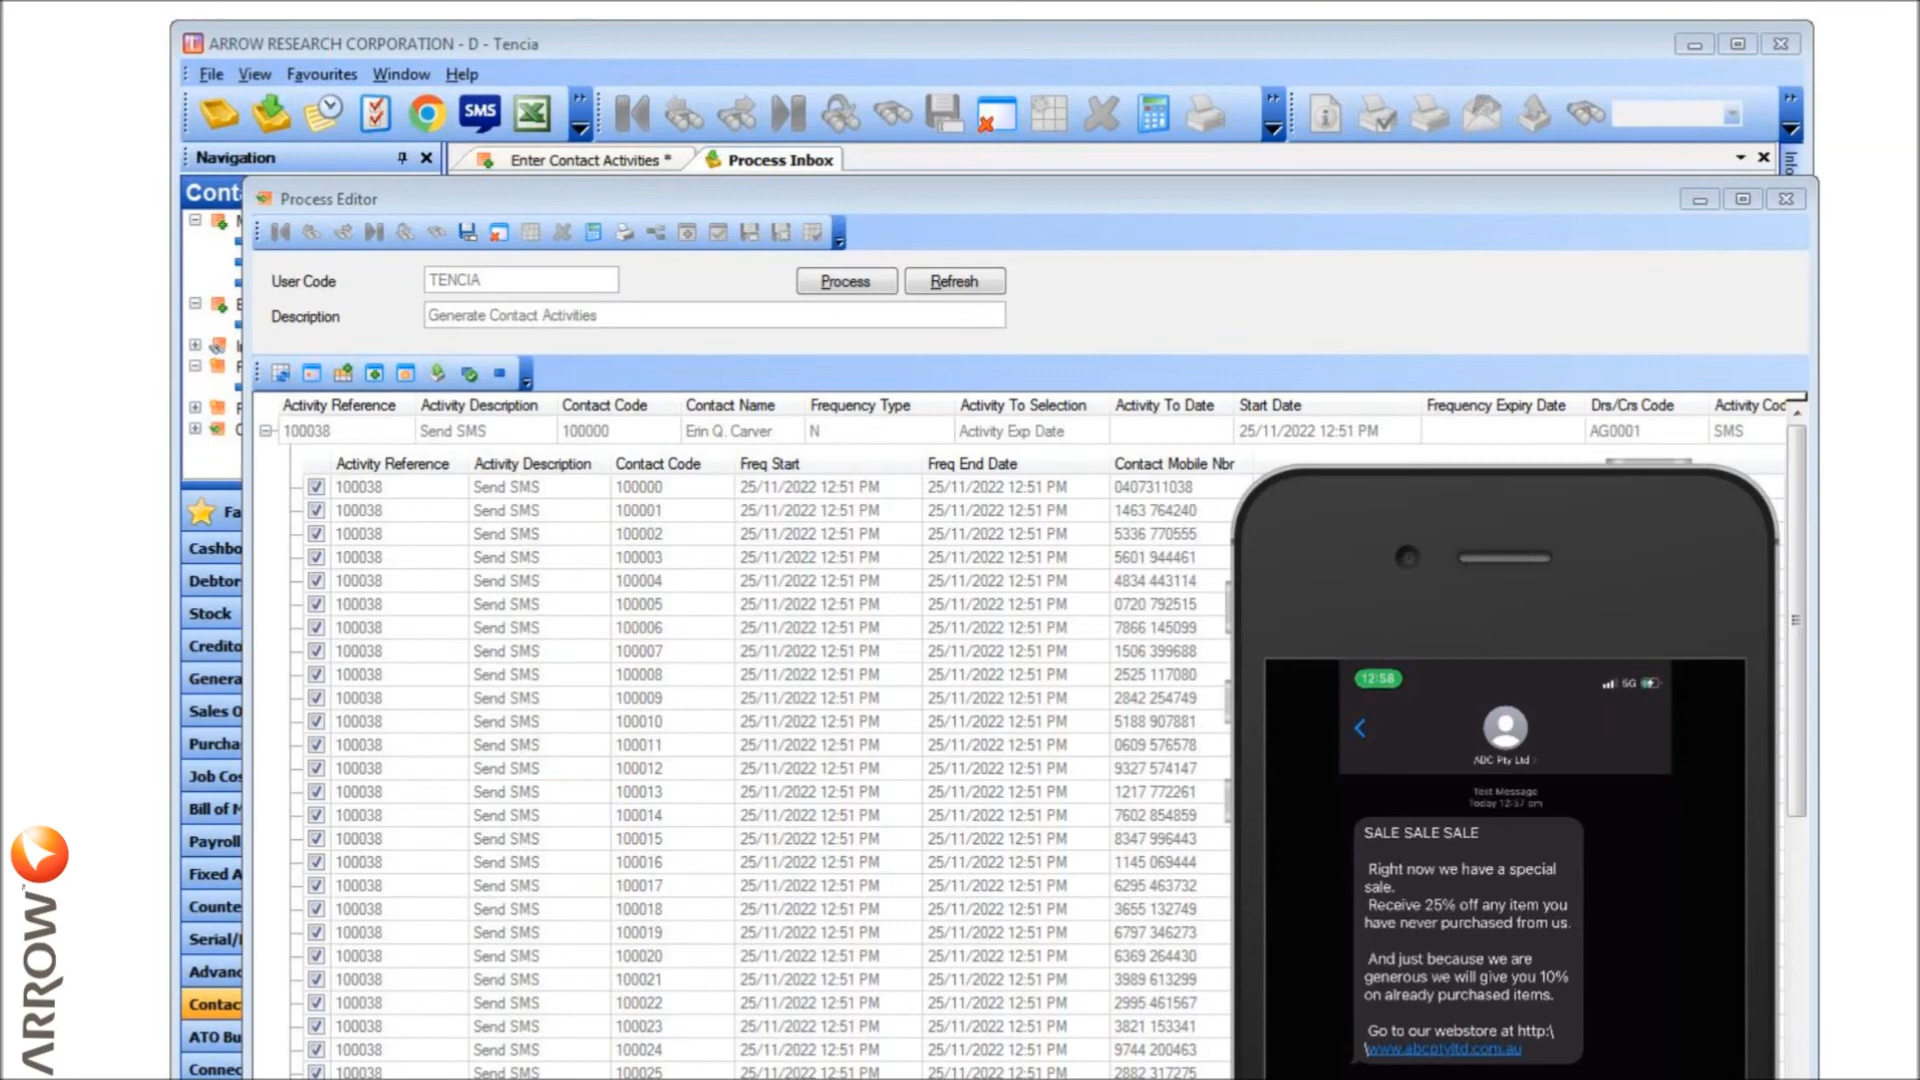 ARROW RESEARCH CORPORATION - D - Tencia
File View Favourites Window Help
SMS
Navigation
Enter Contact Activities *
Process Inbox
Cont
Process Editor
User Code TENCIA Process Refresh
Description Generate Contact Activities
Activity Reference Activity Description Contact Code Contact Name Frequency Type Activity To Selection Activity To Date Start Date Frequency Expiry Date Drs/Crs Code Activity Cod
100038 Send SMS 100000 Erin Q. Carver N Activity Exp Date 25/11/2022 12:51 PM AG0001 SMS
Activity Reference Activity Description Contact Code Freq Start Freq End Date Contact Mobile Nbr
100038 Send SMS 100000 25/11/2022 12:51 PM 25/11/2022 12:51 PM 0407311038
100038 Send SMS 100001 25/11/2022 12:51 PM 25/11/2022 12:51 PM 1463 764240
100038 Send SMS 100002 25/11/2022 12:51 PM 25/11/2022 12:51 PM 5336 770555
100038 Send SMS 100003 25/11/2022 12:51 PM 25/11/2022 12:51 PM 5601 944461
100038 Send SMS 100004 25/11/2022 12:51 PM 25/11/2022 12:51 PM 4834 443114
100038 Send SMS 100005 25/11/2022 12:51 PM 25/11/2022 12:51 PM 0720 792515
100038 Send SMS 100006 25/11/2022 12:51 PM 25/11/2022 12:51 PM 7866 145099
100038 Send SMS 100007 25/11/2022 12:51 PM 25/11/2022 12:51 PM 1506 399688
100038 Send SMS 100008 25/11/2022 12:51 PM 25/11/2022 12:51 PM 2525 117080
100038 Send SMS 100009 25/11/2022 12:51 PM 25/11/2022 12:51 PM 2842 254749
100038 Send SMS 100010 25/11/2022 12:51 PM 25/11/2022 12:51 PM 5188 907881
100038 Send SMS 100011 25/11/2022 12:51 PM 25/11/2022 12:51 PM 0609 576578
100038 Send SMS 100012 25/11/2022 12:51 PM 25/11/2022 12:51 PM 9327 574147
100038 Send SMS 100013 25/11/2022 12:51 PM 25/11/2022 12:51 PM 1217 772261
100038 Send SMS 100014 25/11/2022 12:51 PM 25/11/2022 12:51 PM 7602 854859
100038 Send SMS 100015 25/11/2022 12:51 PM 25/11/2022 12:51 PM 8347 996443
100038 Send SMS 100016 25/11/2022 12:51 PM 25/11/2022 12:51 PM 1145 069444
100038 Send SMS 100017 25/11/2022 12:51 PM 25/11/2022 12:51 PM 6295 463732
100038 Send SMS 100018 25/11/2022 12:51 PM 25/11/2022 12:51 PM 3655 132749
100038 Send SMS 100019 25/11/2022 12:51 PM 25/11/2022 12:51 PM 6797 346273
100038 Send SMS 100020 25/11/2022 12:51 PM 25/11/2022 12:51 PM 6369 264430
100038 Send SMS 100021 25/11/2022 12:51 PM 25/11/2022 12:51 PM 3989 613299
100038 Send SMS 100022 25/11/2022 12:51 PM 25/11/2022 12:51 PM 2995 461567
100038 Send SMS 100023 25/11/2022 12:51 PM 25/11/2022 12:51 PM 3821 153341
100038 Send SMS 100024 25/11/2022 12:51 PM 25/11/2022 12:51 PM 9744 200463
100038 Send SMS 100025 25/11/2022 12:51 PM 25/11/2022 12:51 PM 2882 317275
Fa
Cashbo
Debtor
Stock
Credito
Genera
Sales O
Purcha
Job Cos
Bill of M
Payroll
Fixed A
Counte
Serial/
Advanc
Contac
ATO Bu
Connec
12:58
5G
ABC Pty Ltd
Text Message
Today 12:57 pm
SALE SALE SALE
Right now we have a special
sale.
Receive 25% off any item you
have never purchased from us.
And just because we are
generous we will give you 10%
on already purchased items.
Go to our webstore at http:\
\www.abcptyltd.com.au
ARROW